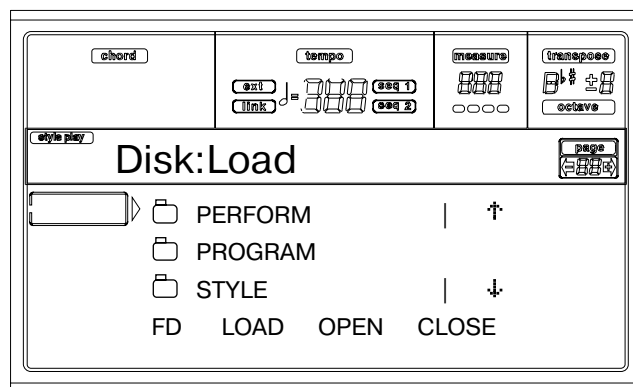 chord
tempo
measure
transpose
ext
seq 1
link
seq 2
octave
style play
Disk:Load
page
PERFORM
PROGRAM
STYLE
FD LOAD OPEN CLOSE